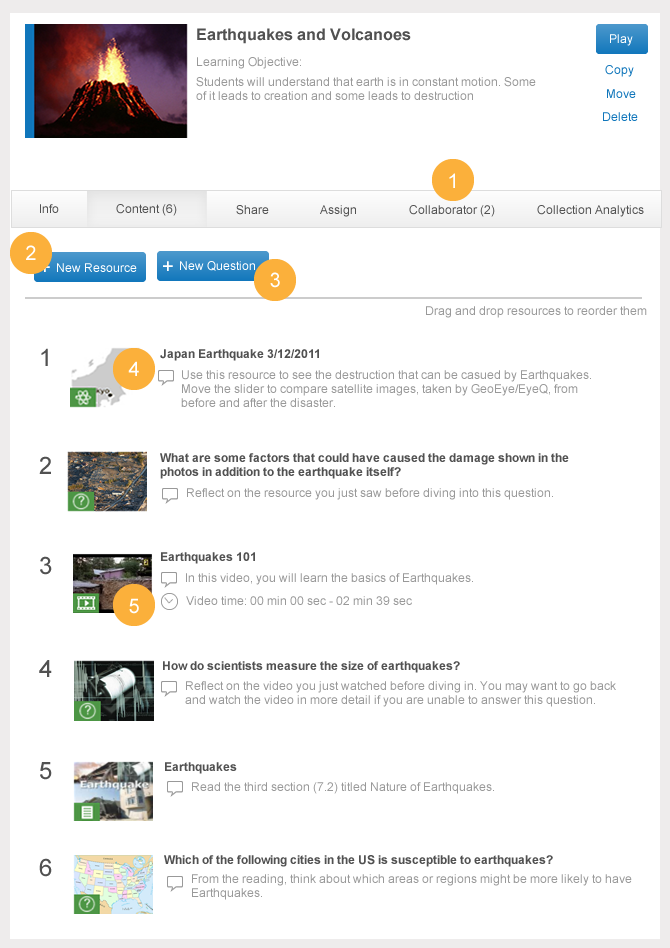 Earthquakes and Volcanoes
Learning Objective:
Students will understand that earth is in constant motion. Some
of it leads to creation and some leads to destruction
Play
Copy
Move
Delete
1
Info
Content (6)
Share
Assign
Collaborator (2)
Collection Analytics
2
+ New Resource
+ New Question
3
Drag and drop resources to reorder them
1
4
Japan Earthquake 3/12/2011
Use this resource to see the destruction that can be casued by Earthquakes.
Move the slider to compare satellite images, taken by GeoEye/EyeQ, from
before and after the disaster.
2
What are some factors that could have caused the damage shown in the
photos in addition to the earthquake itself?
Reflect on the resource you just saw before diving into this question.
3
Earthquakes 101
In this video, you will learn the basics of Earthquakes.
5
Video time: 00 min 00 sec - 02 min 39 sec
4
How do scientists measure the size of earthquakes?
Reflect on the video you just watched before diving in. You may want to go back
and watch the video in more detail if you are unable to answer this question.
5
Earthquake
Earthquakes
Read the third section (7.2) titled Nature of Earthquakes.
6
Which of the following cities in the US is susceptible to earthquakes?
From the reading, think about which areas or regions might be more likely to have
Earthquakes.